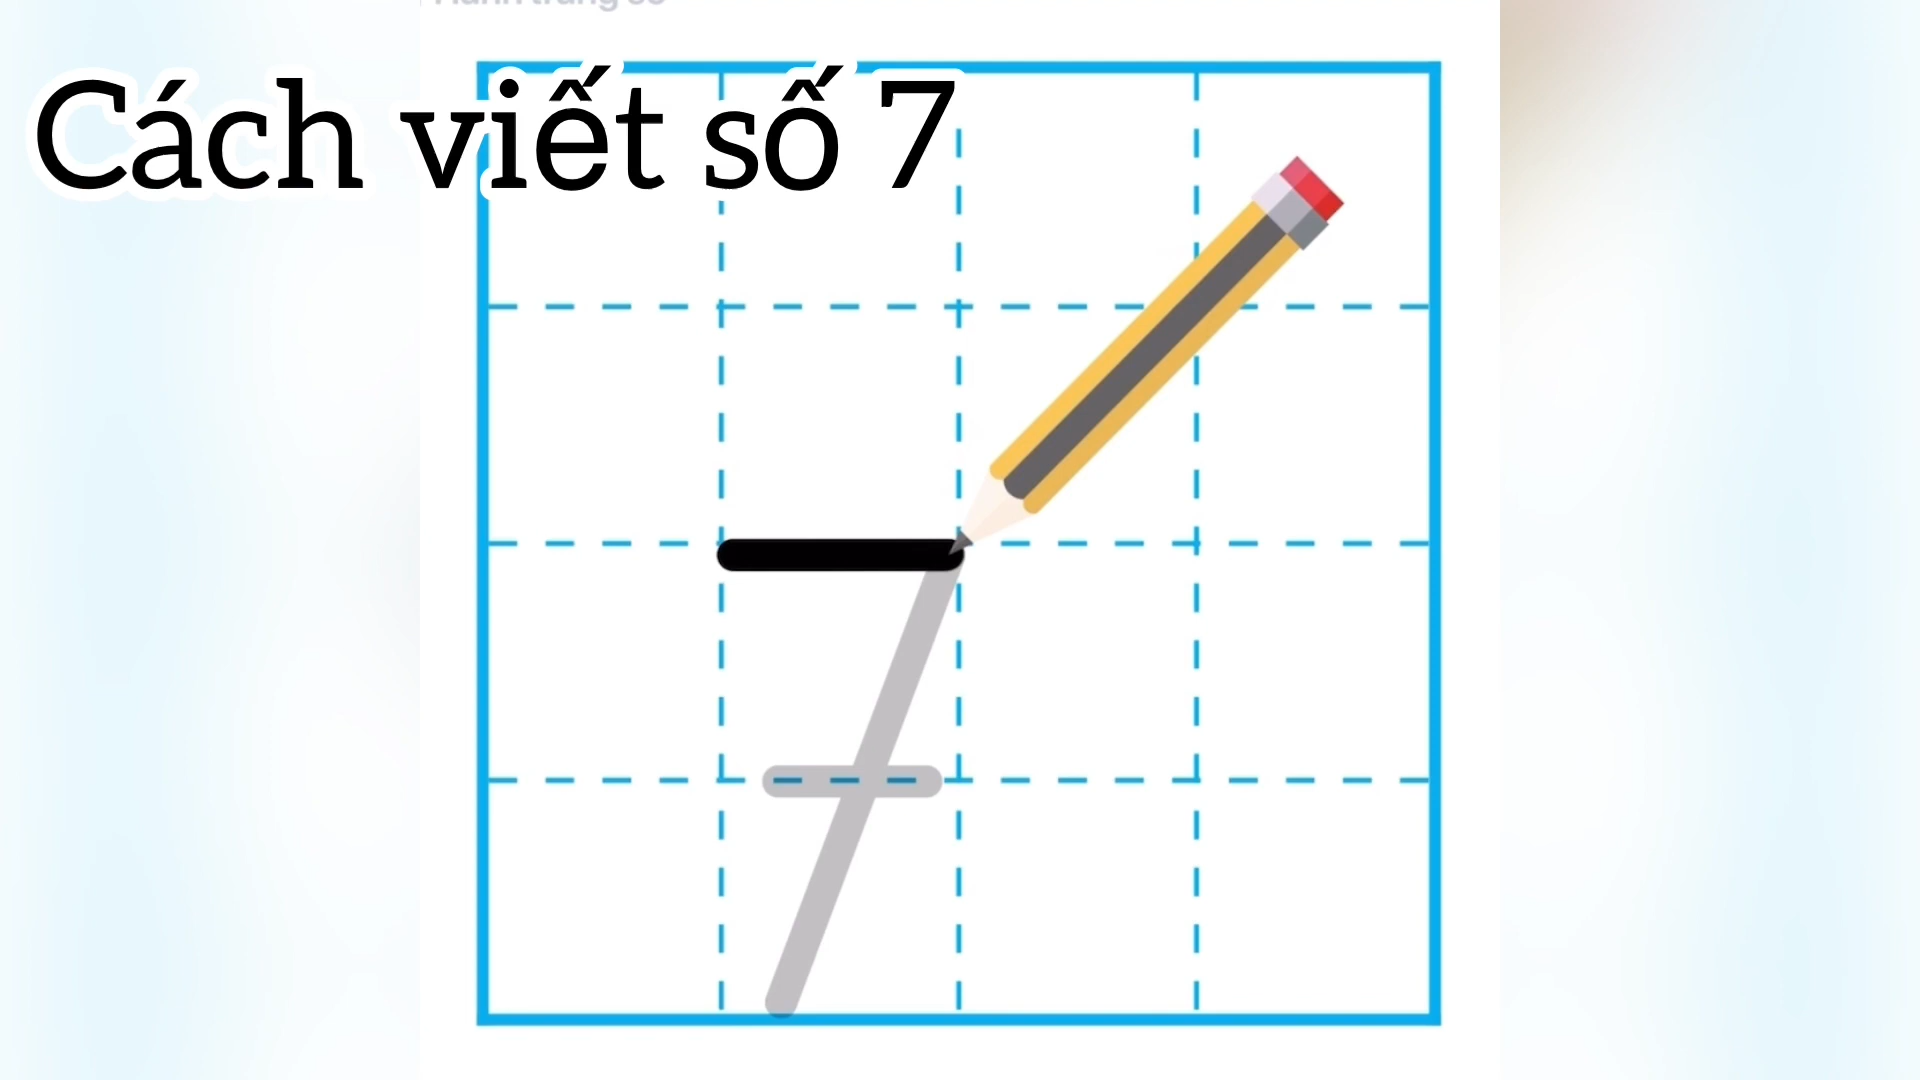 Cách viết số 7